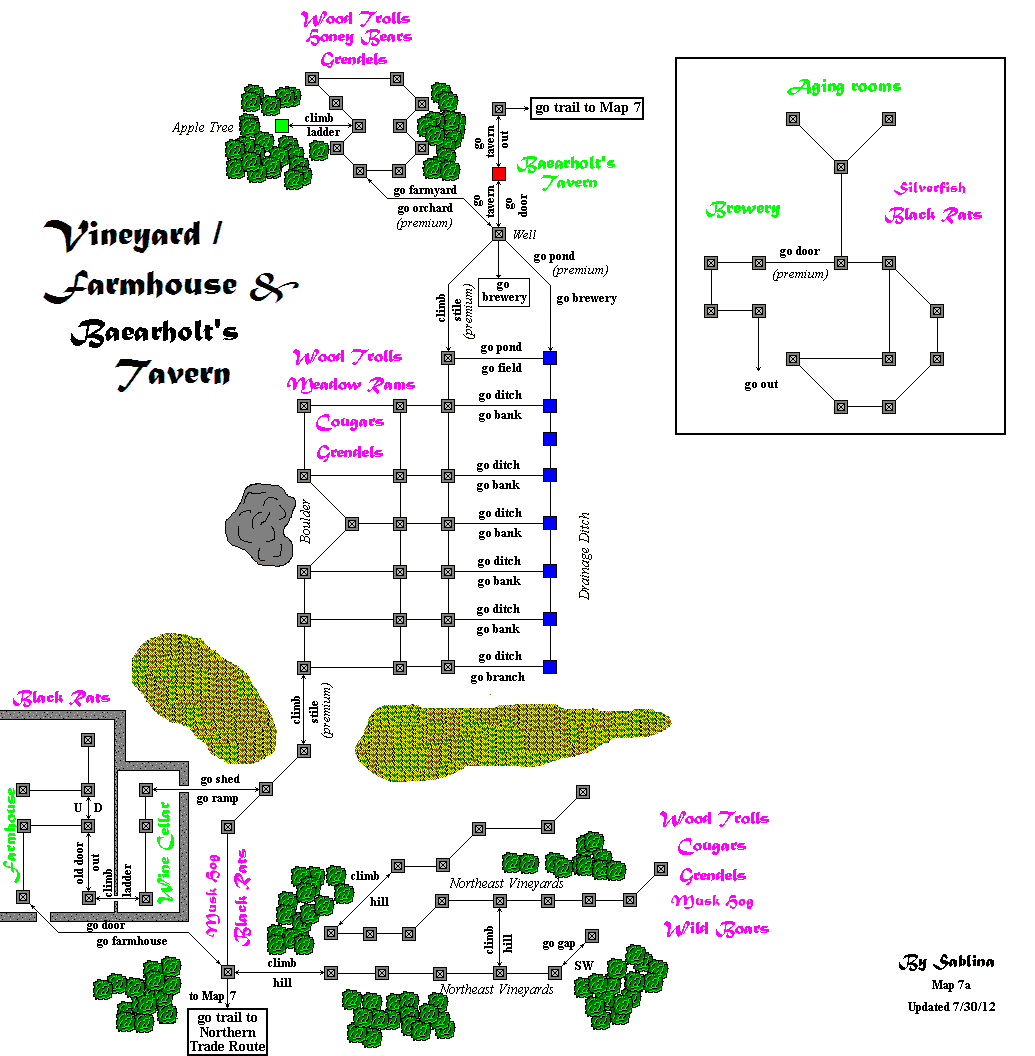 Wood Trolls
Honey Bears
Grendels
Apple Tree
climb
ladder
go farmyard
go orchard
(premium)
go trail to Map 7
go
tavern
out
Baearholt's
Tavern
go
tavern
go
door
Well
go pond
(premium)
go
brewery
go brewery
climb
stile
(premium)
Vineyard /
Farmhouse &
Baearholt's
Tavern
Aging rooms
Silverfish
Black Rats
Brewery
go door
(premium)
go out
Wood Trolls
Meadow Rams
Cougars
Grendels
go pond
go field
go ditch
go bank
go ditch
go bank
go ditch
go bank
go ditch
go bank
go ditch
go bank
go ditch
go branch
Boulder
Drainage Ditch
climb
stile
(premium)
Black Rats
Farmhouse
U D
old door
out
climb
ladder
Wine Cellar
go shed
go ramp
go door
go farmhouse
Musk Hog
Black Rats
climb
hill
Northeast Vineyards
Wood Trolls
Cougars
Grendels
Musk Hog
Wild Boars
climb
hill
go gap
SW
climb
hill
Northeast Vineyards
to Map 7
go trail to
Northern
Trade Route
By Sablina
Map 7a
Updated 7/30/12